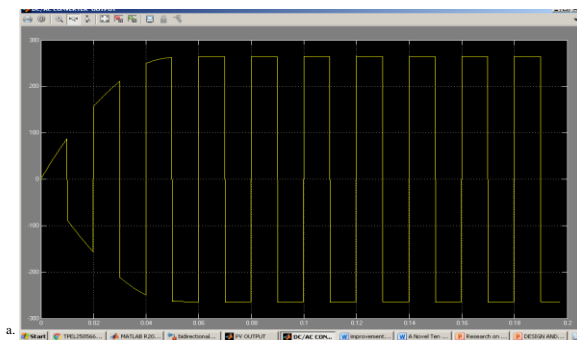 DC/AC CONVERTER OUTPUT
300
200
100
0
100
200
300
0 0.02 0.04 0.06 0.08 0.1 0.12 0.14 0.16 0.18 0.2
a.
Start TPEL258566... MATLAB R20... bidirectional... PV OUTPUT DC/AC CON... improvement... A Novel Ten ... Research on ... DESIGN AND...